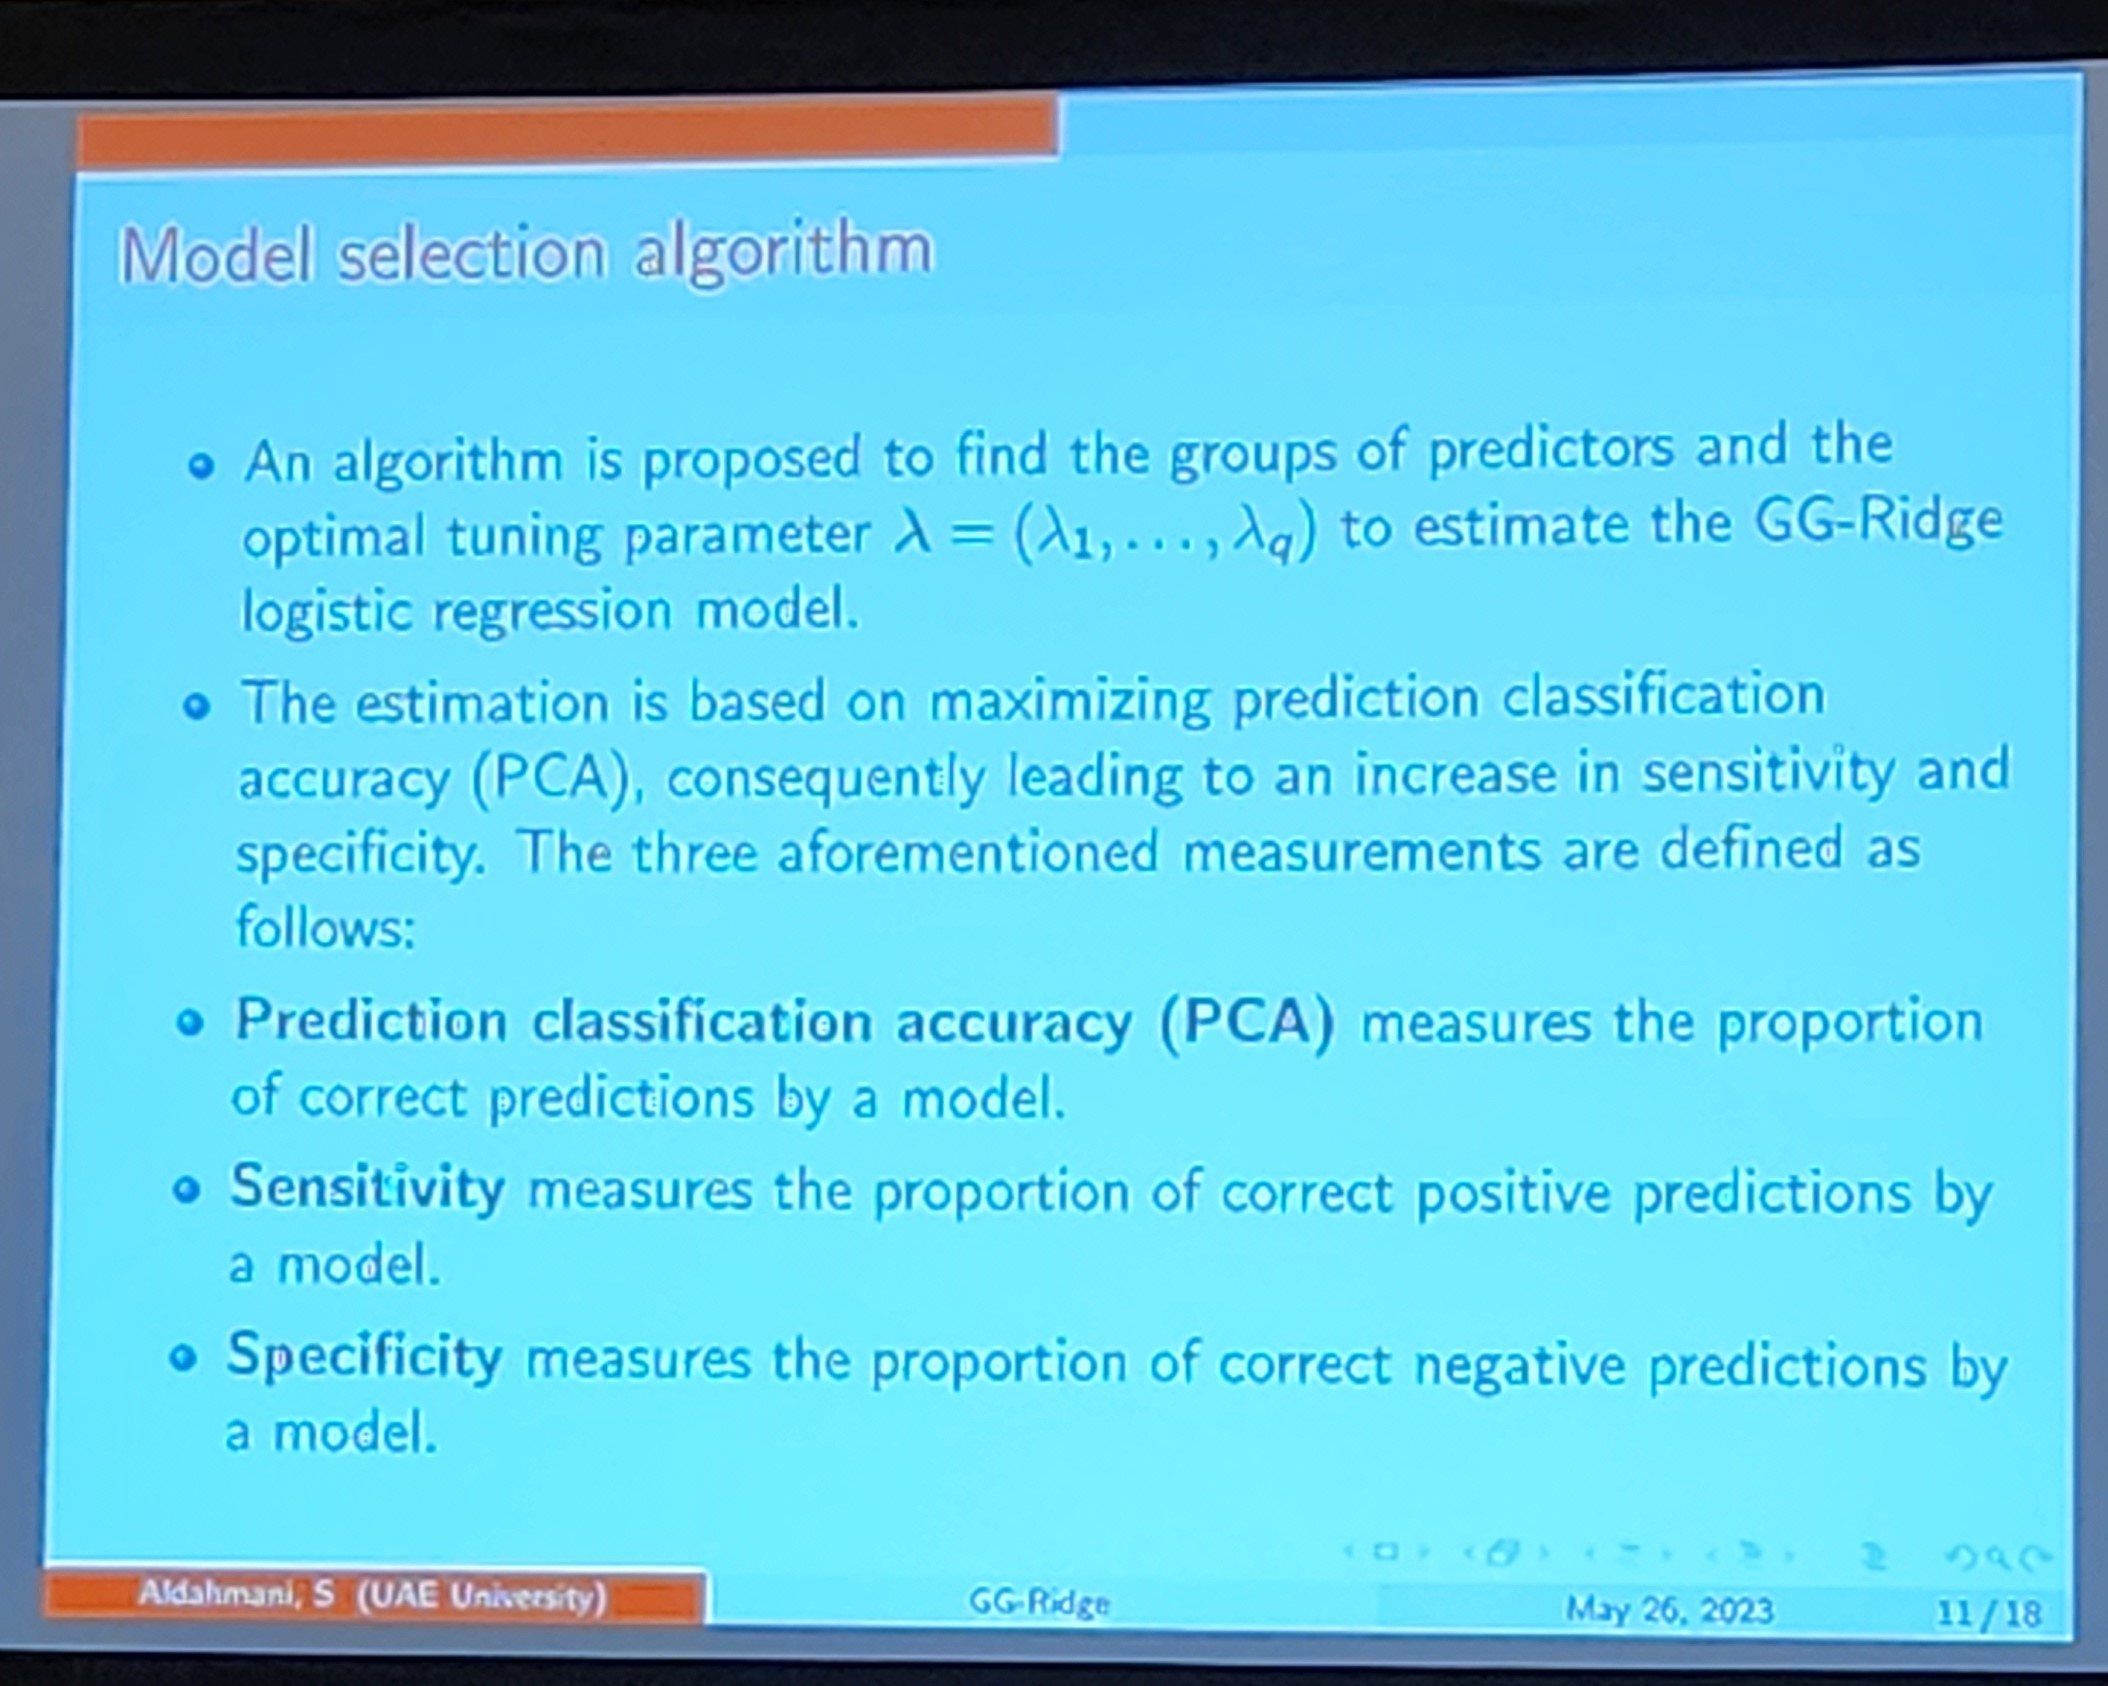 Model selection algorithm
An algorithm is proposed to find the groups of predictors and the
optimal tuning parameter λ = (λ₁, . . . , λ_q) to estimate the GG-Ridge
logistic regression model.
The estimation is based on maximizing prediction classification
accuracy (PCA), consequently leading to an increase in sensitivity and
specificity. The three aforementioned measurements are defined as
follows:
Prediction classification accuracy (PCA) measures the proportion
of correct predictions by a model.
Sensitivity measures the proportion of correct positive predictions by
a model.
Specificity measures the proportion of correct negative predictions by
a model.
Aldahmani, S (UAE University)
GG-Ridge
May 26, 2023
11 / 18